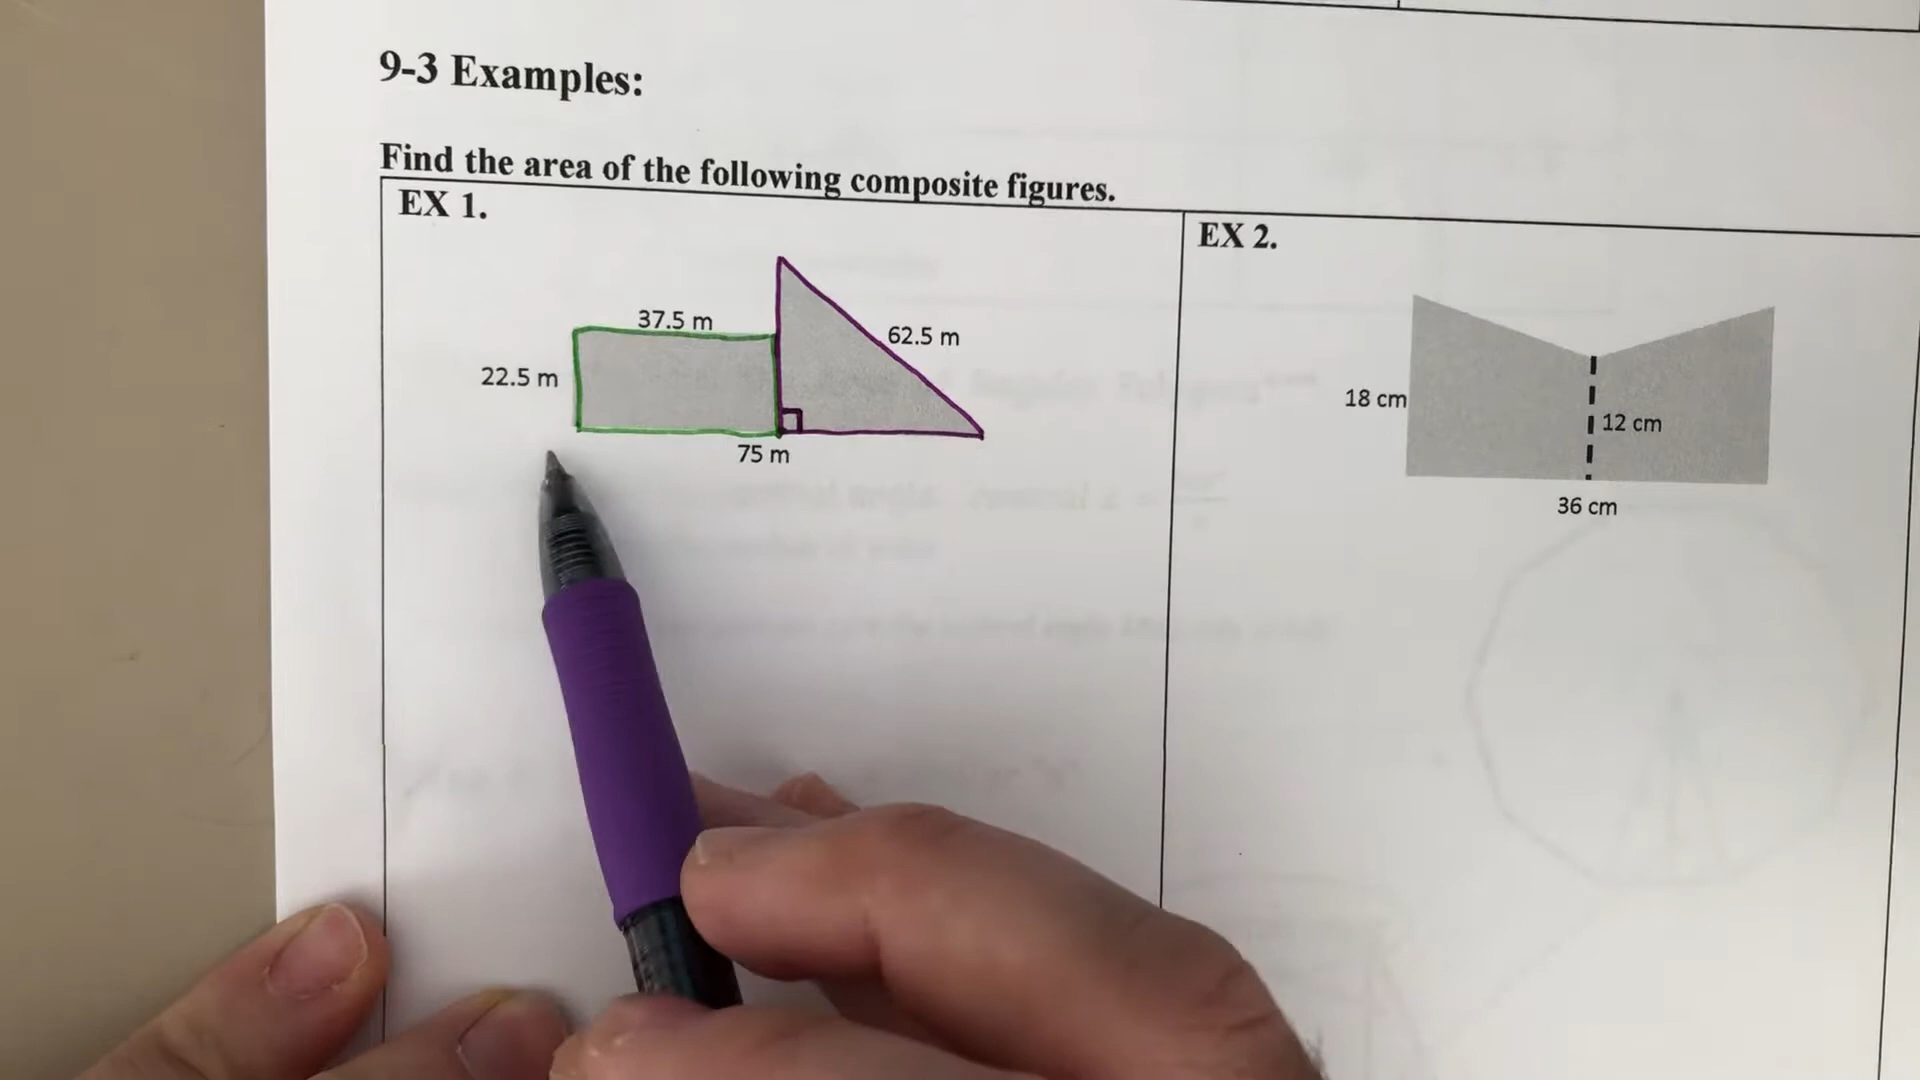 9-3 Examples:
Find the area of the following composite figures.
EX 1.
37.5 m
62.5 m
22.5 m
75 m
EX 2.
18 cm
12 cm
36 cm